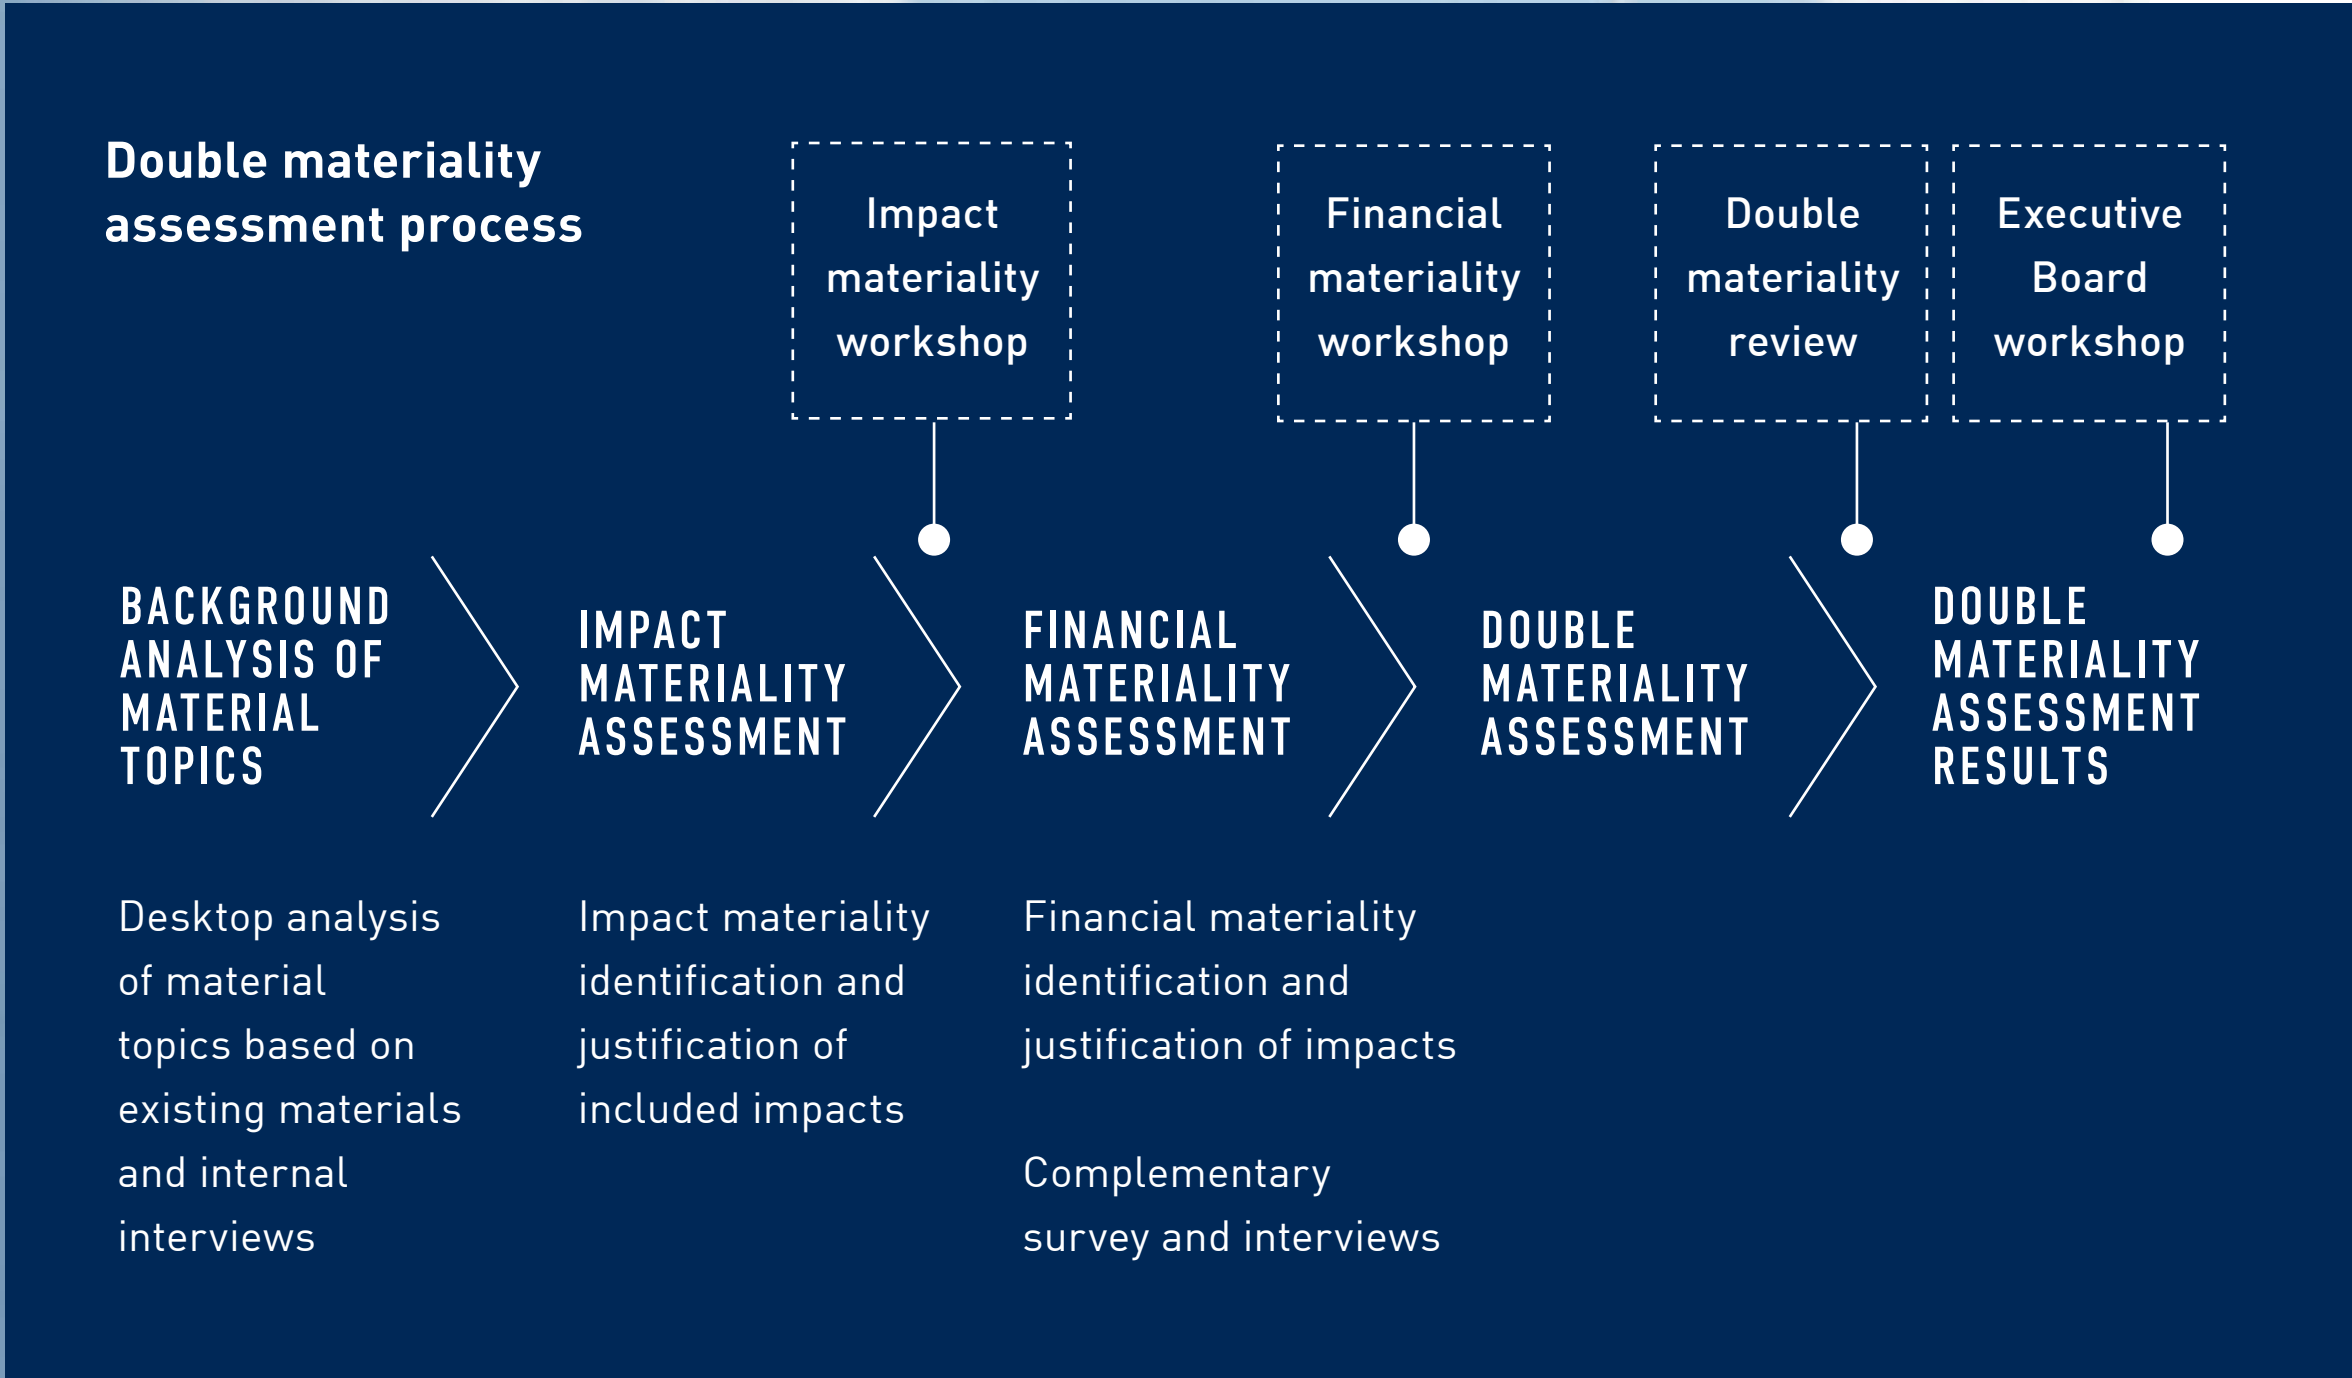 Double materiality
assessment process
Impact
materiality
workshop
Financial
materiality
workshop
Double
materiality
review
Executive
Board
workshop
BACKGROUND
ANALYSIS OF
MATERIAL
TOPICS
IMPACT
MATERIALITY
ASSESSMENT
FINANCIAL
MATERIALITY
ASSESSMENT
DOUBLE
MATERIALITY
ASSESSMENT
DOUBLE
MATERIALITY
ASSESSMENT
RESULTS
Desktop analysis
of material
topics based on
existing materials
and internal
interviews
Impact materiality
identification and
justification of
included impacts
Financial materiality
identification and
justification of impacts
Complementary
survey and interviews